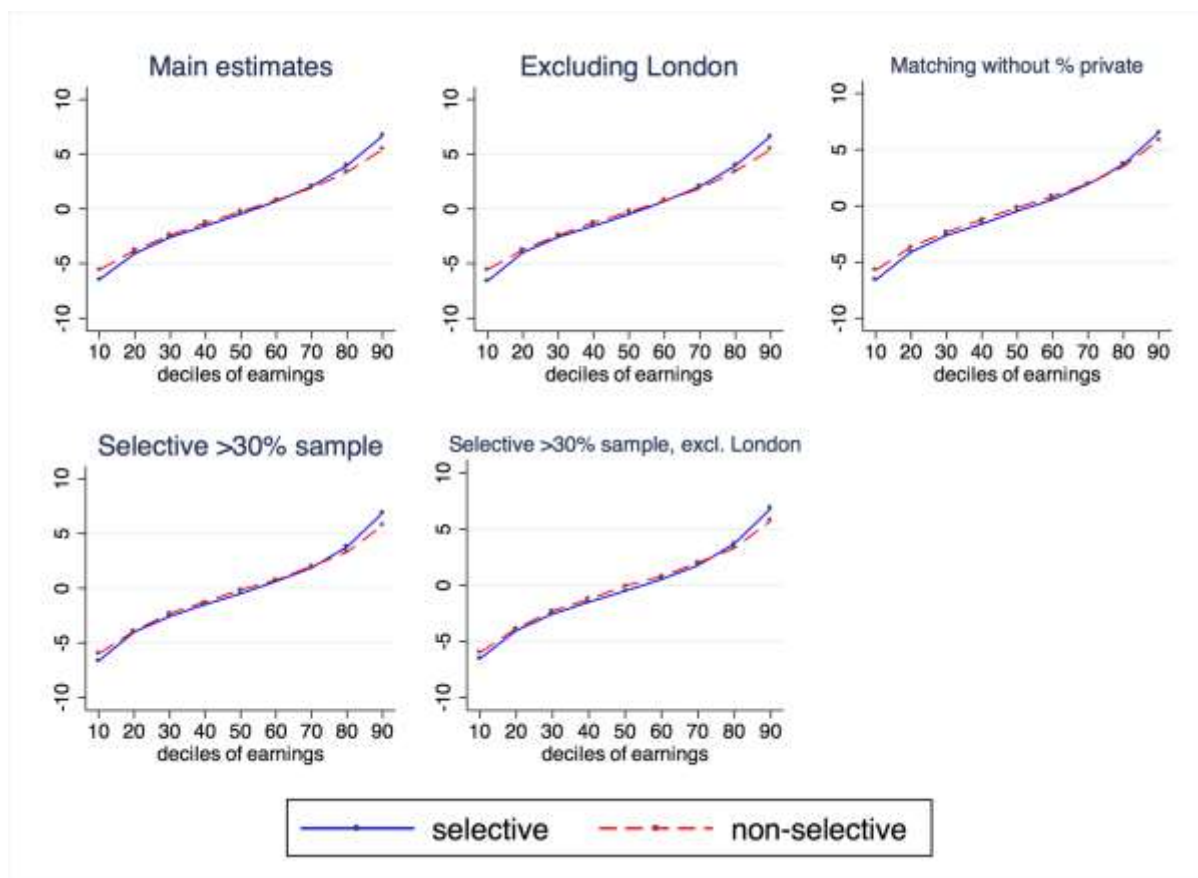 Main estimates
Excluding London
Matching without % private
10
5
0
-5
-10
10 20 30 40 50 60 70 80 90
deciles of earnings
10
5
0
-5
-10
10 20 30 40 50 60 70 80 90
deciles of earnings
10
5
0
-5
-10
10 20 30 40 50 60 70 80 90
deciles of earnings
Selective >30% sample
Selective >30% sample, excl. London
10
5
0
-5
-10
10 20 30 40 50 60 70 80 90
deciles of earnings
10
5
0
-5
-10
10 20 30 40 50 60 70 80 90
deciles of earnings
selective
non-selective